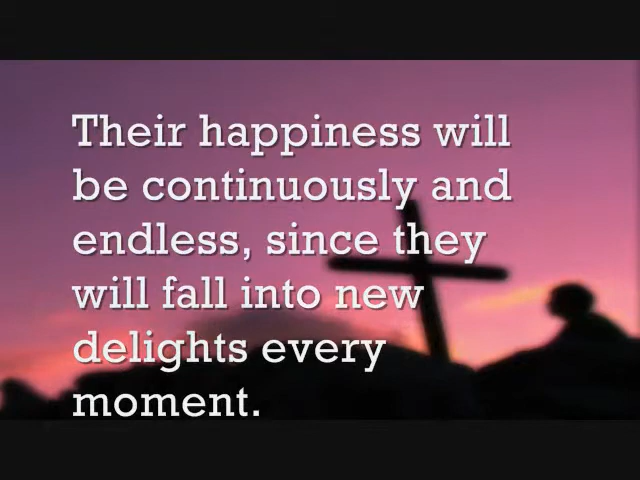 Their happiness will
be continuously and
endless, since they
will fall into new
delights every
moment.